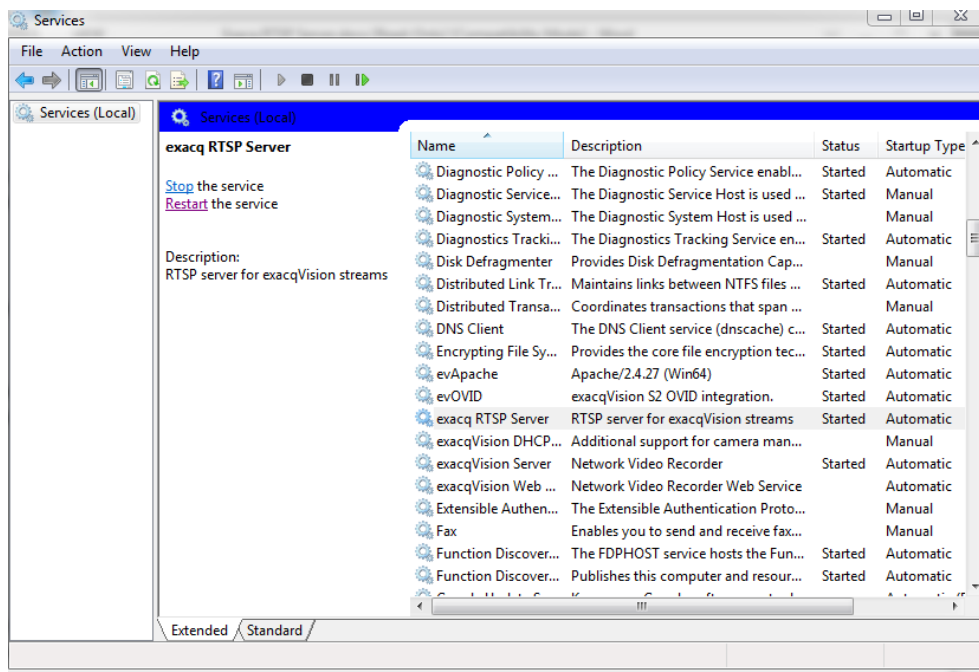 Services
File Action View Help
Services (Local)
Services (Local)
exacq RTSP Server
Stop the service
Restart the service
Description:
RTSP server for exacqVision streams
Name Description Status Startup Type
Diagnostic Policy ... The Diagnostic Policy Service enabl... Started Automatic
Diagnostic Service... The Diagnostic Service Host is used ... Started Manual
Diagnostic System... The Diagnostic System Host is used ... Manual
Diagnostics Tracki... The Diagnostics Tracking Service en... Started Automatic
Disk Defragmenter Provides Disk Defragmentation Cap... Manual
Distributed Link Tr... Maintains links between NTFS files ... Started Automatic
Distributed Transa... Coordinates transactions that span ... Manual
DNS Client The DNS Client service (dnscache) c... Started Automatic
Encrypting File Sy... Provides the core file encryption tec... Started Automatic
evApache Apache/2.4.27 (Win64) Started Automatic
evOVID exacqVision S2 OVID integration. Started Automatic
exacq RTSP Server RTSP server for exacqVision streams Started Automatic
exacqVision DHCP... Additional support for camera man... Manual
exacqVision Server Network Video Recorder Started Automatic
exacqVision Web ... Network Video Recorder Web Service Automatic
Extensible Authen... The Extensible Authentication Proto... Manual
Fax Enables you to send and receive fax... Manual
Function Discover... The FDPHOST service hosts the Fun... Started Automatic
Function Discover... Publishes this computer and resour... Started Automatic
Extended Standard